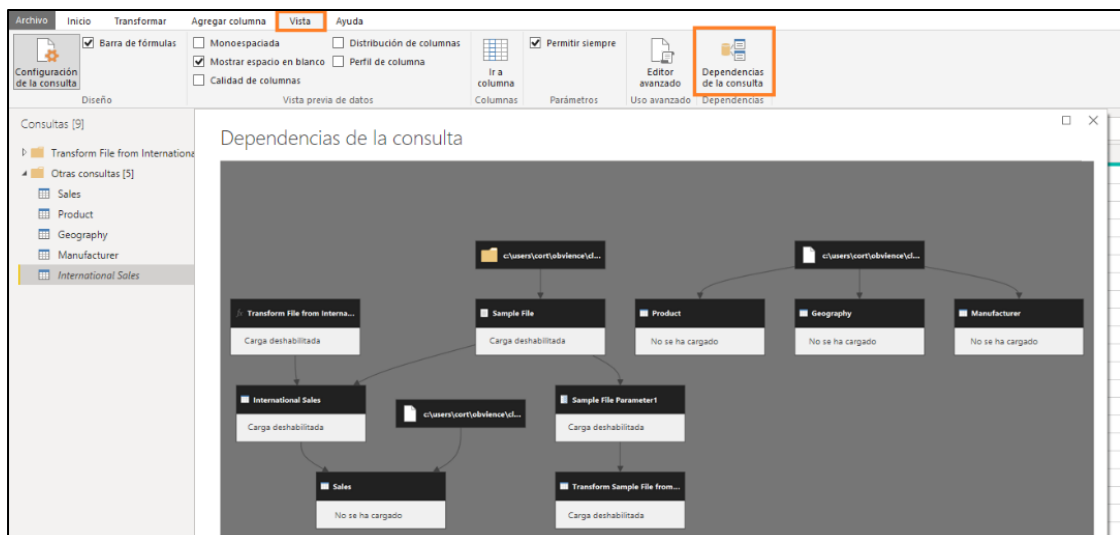 Archivo Inicio Transformar Agregar columna Vista Ayuda
Configuración
de la consulta
Barra de fórmulas
Diseño
Monoespaciada
Mostrar espacio en blanco
Calidad de columnas
Distribución de columnas
Perfil de columna
Vista previa de datos
Ir a
columna
Columnas
Permitir siempre
Parámetros
Editor
avanzado
Uso avanzado
Dependencias
de la consulta
Dependencias
Consultas [9]
Transform File from Internationa
Otras consultas [5]
Sales
Product
Geography
Manufacturer
International Sales
Dependencias de la consulta
c:\users\cort\obvience\cl...
c:\users\cort\obvience\cl...
fx Transform File from Interna...
Carga deshabilitada
Sample File
Carga deshabilitada
Product
No se ha cargado
Geography
No se ha cargado
Manufacturer
No se ha cargado
International Sales
Carga deshabilitada
c:\users\cort\obvience\cl...
Sample File Parameter1
Carga deshabilitada
Sales
No se ha cargado
Transform Sample File from...
Carga deshabilitada